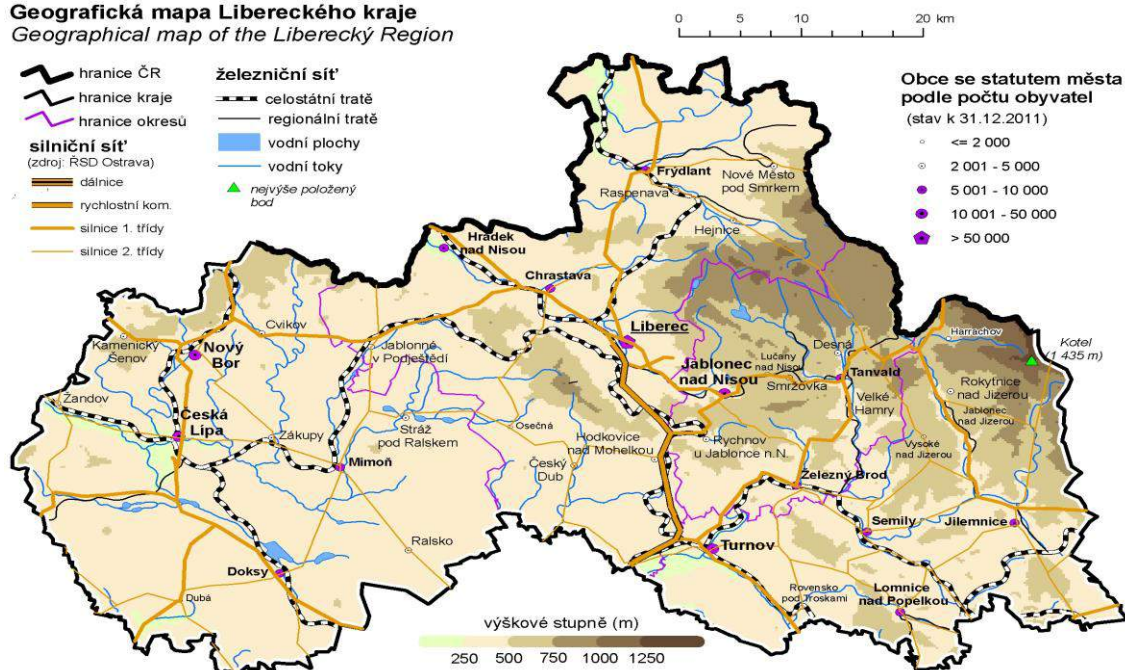 Geografická mapa Libereckého kraje
Geographical map of the Liberecký Region
0 5 10 20 km
hranice ČR
hranice kraje
hranice okresů
silniční síť
(zdroj: ŘSD Ostrava)
dálnice
rychlostní kom.
silnice 1. třídy
silnice 2. třídy
železniční síť
celostátní tratě
regionální tratě
vodní plochy
vodní toky
nejvýše položený
bod
Obce se statutem města
podle počtu obyvatel
(stav k 31.12.2011)
<= 2 000
2 001 - 5 000
5 001 - 10 000
10 001 - 50 000
> 50 000
Frýdlant
Nové Město
pod Smrkem
Raspenava
Hejnice
Hrádek
nad Nisou
Chrastava
Liberec
Cvikov
Kamenický
Šenov
Nový
Bor
Jablonné
v Podještědí
Jablonec
nad Nisou
Lučany
nad Nisou
Smržovka
Desná
Tanvald
Harrachov
Kotel
(1 435 m)
Velké
Hamry
Rokytnice
nad Jizerou
Jablonec
nad Jizerou
Vysoké
nad Jizerou
Žandov
Česká
Lípa
Zákupy
Mimoň
Stráž
pod Ralskem
Osečná
Hodkovice
nad Mohelkou
Český
Dub
Rychnov
u Jablonce n.N.
Železný Brod
Semily
Jilemnice
Turnov
Ralsko
Doksy
Dubá
Rovensko
pod Troskami
Lomnice
nad Popelkou
výškové stupně (m)
250 500 750 1000 1250